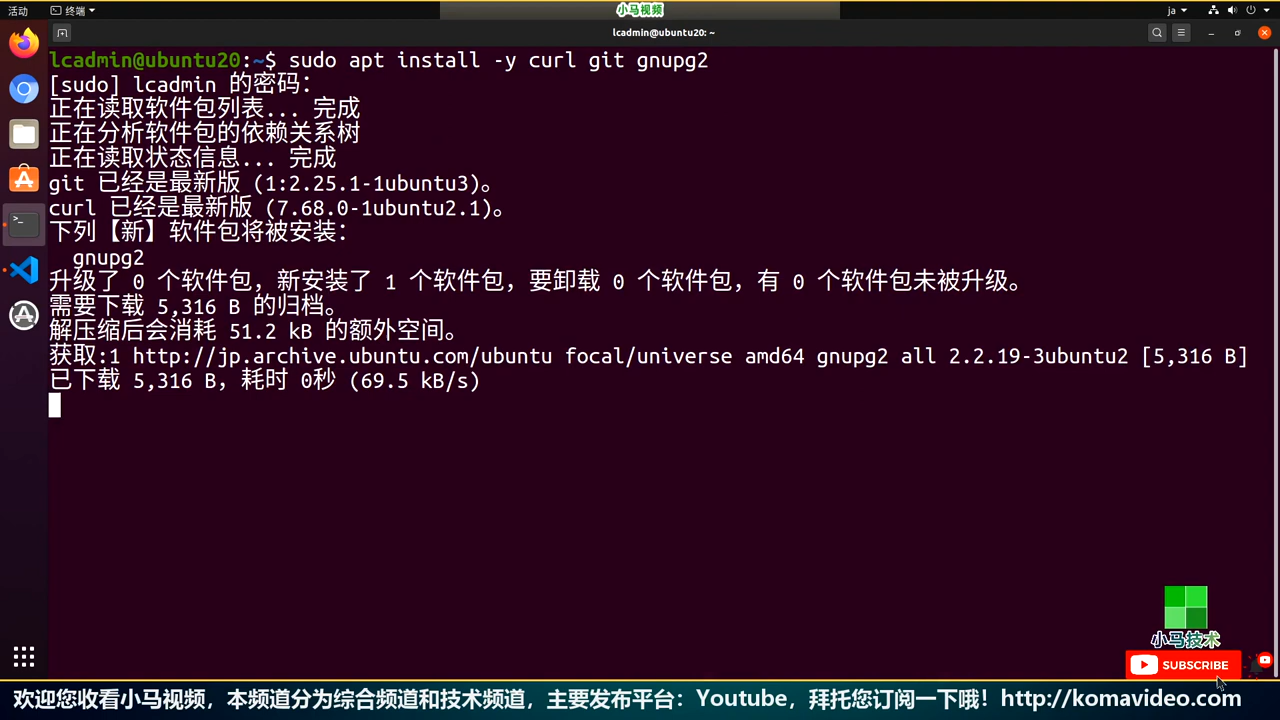 活动 终端 小马视频 ja
lcadmin@ubuntu20: ~
lcadmin@ubuntu20:~$ sudo apt install -y curl git gnupg2
[sudo] lcadmin 的密码：
正在读取软件包列表... 完成
正在分析软件包的依赖关系树
正在读取状态信息... 完成
git 已经是最新版 (1:2.25.1-1ubuntu3)。
curl 已经是最新版 (7.68.0-1ubuntu2.1)。
下列【新】软件包将被安装：
gnupg2
升级了 0 个软件包，新安装了 1 个软件包，要卸载 0 个软件包，有 0 个软件包未被升级。
需要下载 5,316 B 的归档。
解压缩后会消耗 51.2 kB 的额外空间。
获取:1 http://jp.archive.ubuntu.com/ubuntu focal/universe amd64 gnupg2 all 2.2.19-3ubuntu2 [5,316 B]
已下载 5,316 B，耗时 0秒 (69.5 kB/s)
小马技术
SUBSCRIBE
欢迎您收看小马视频，本频道分为综合频道和技术频道，主要发布平台：Youtube，拜托您订阅一下哦！http://komavideo.com